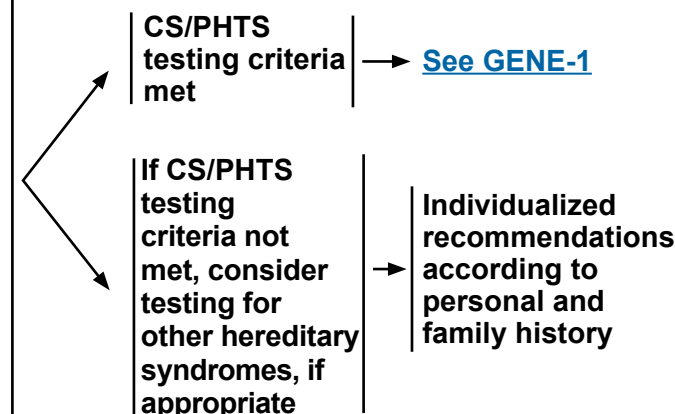 CS/PHTS
testing criteria
met
See GENE-1
If CS/PHTS
testing
criteria not
met, consider
testing for
other hereditary
syndromes, if
appropriate
Individualized
recommendations
according to
personal and
family history